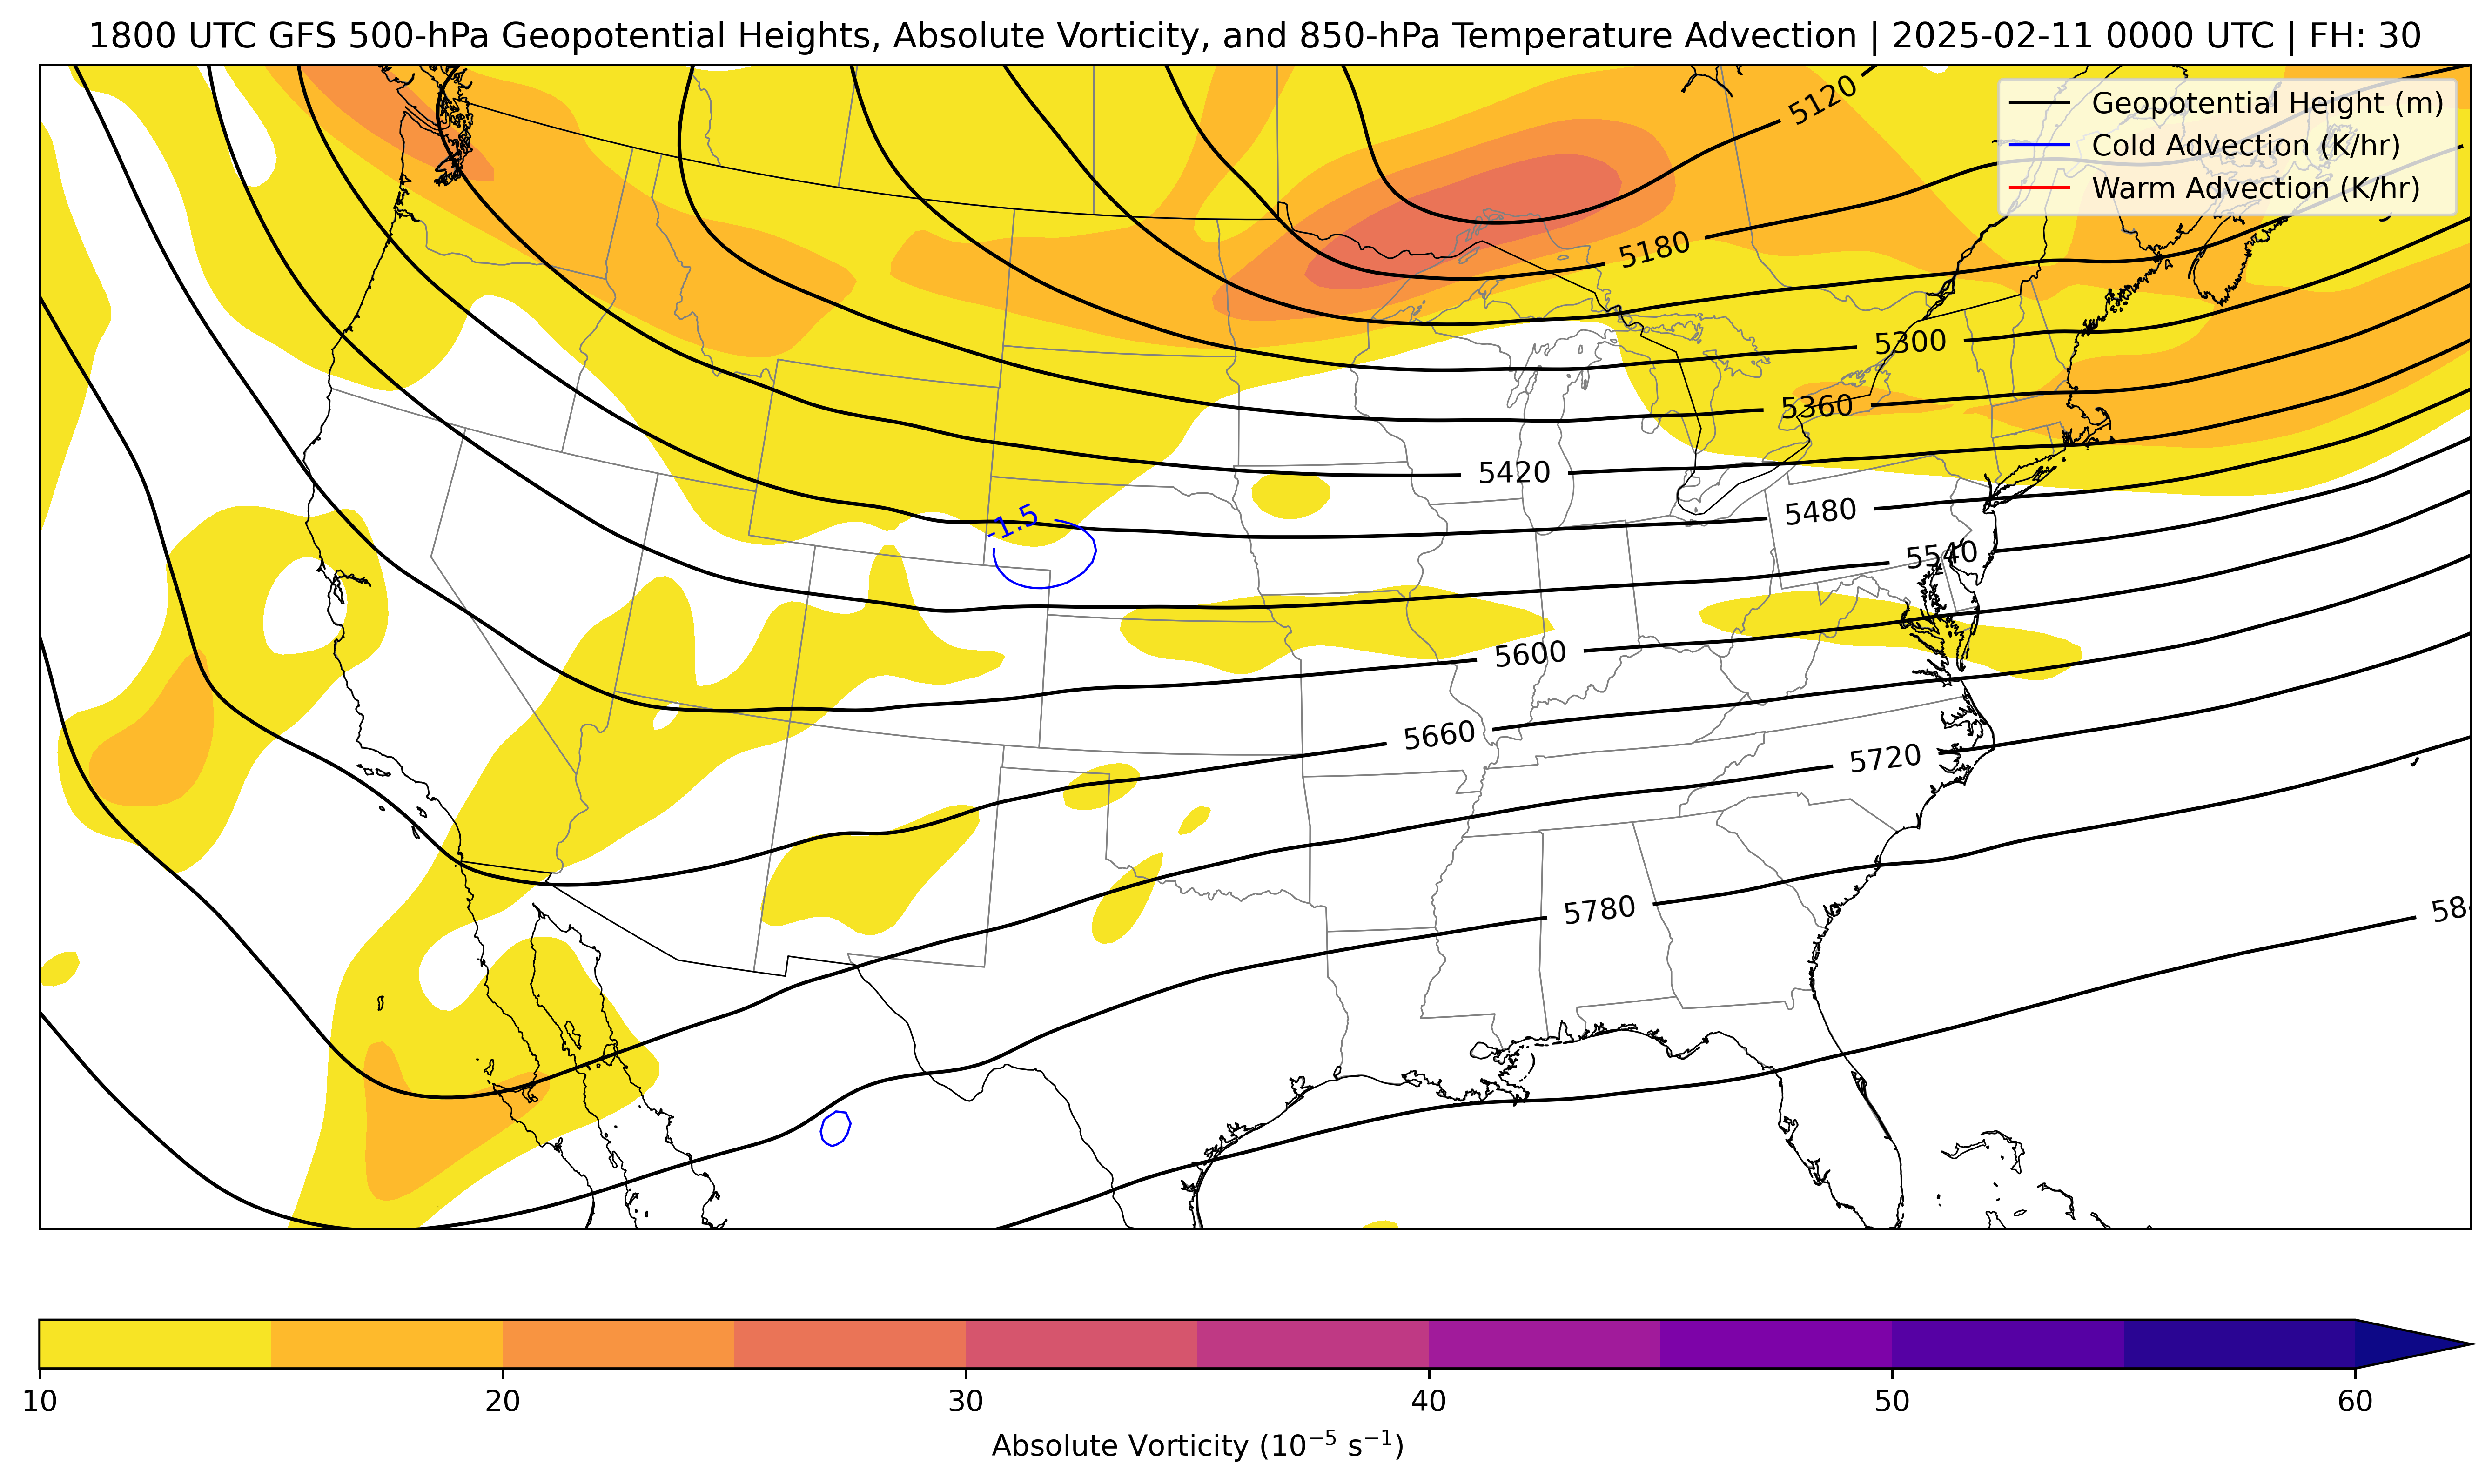 1800 UTC GFS 500-hPa Geopotential Heights, Absolute Vorticity, and 850-hPa Temperature Advection | 2025-02-11 0000 UTC | FH: 30
Geopotential Height (m)
Cold Advection (K/hr)
Warm Advection (K/hr)
5120
5180
5300
5360
5420
5480
-1.5
5540
5600
5660
5720
5780
584
10 20 30 40 50 60
Absolute Vorticity (10⁻⁵ s⁻¹)